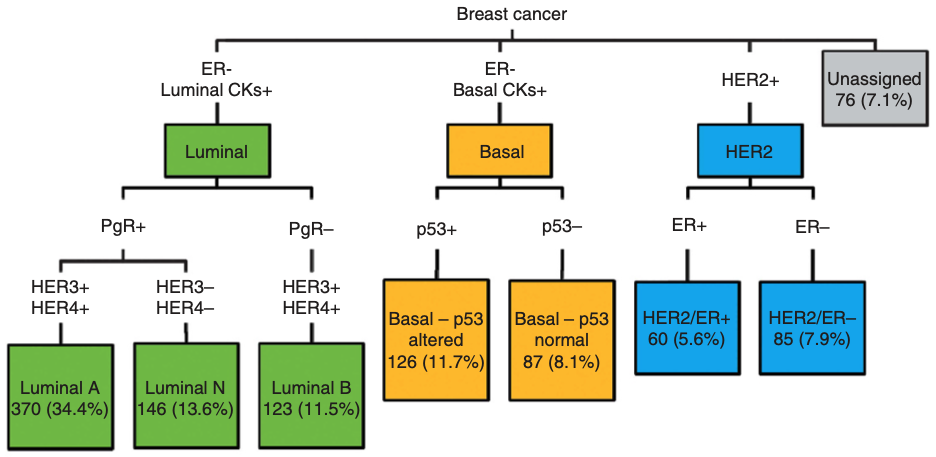 Breast cancer
ER-
Luminal CKs+
ER-
Basal CKs+
HER2+
Unassigned
76 (7.1%)
Luminal
Basal
HER2
PgR+
PgR–
p53+
p53–
ER+
ER–
HER3+
HER4+
HER3–
HER4–
HER3+
HER4+
Basal – p53
altered
126 (11.7%)
Basal – p53
normal
87 (8.1%)
HER2/ER+
60 (5.6%)
HER2/ER–
85 (7.9%)
Luminal A
370 (34.4%)
Luminal N
146 (13.6%)
Luminal B
123 (11.5%)